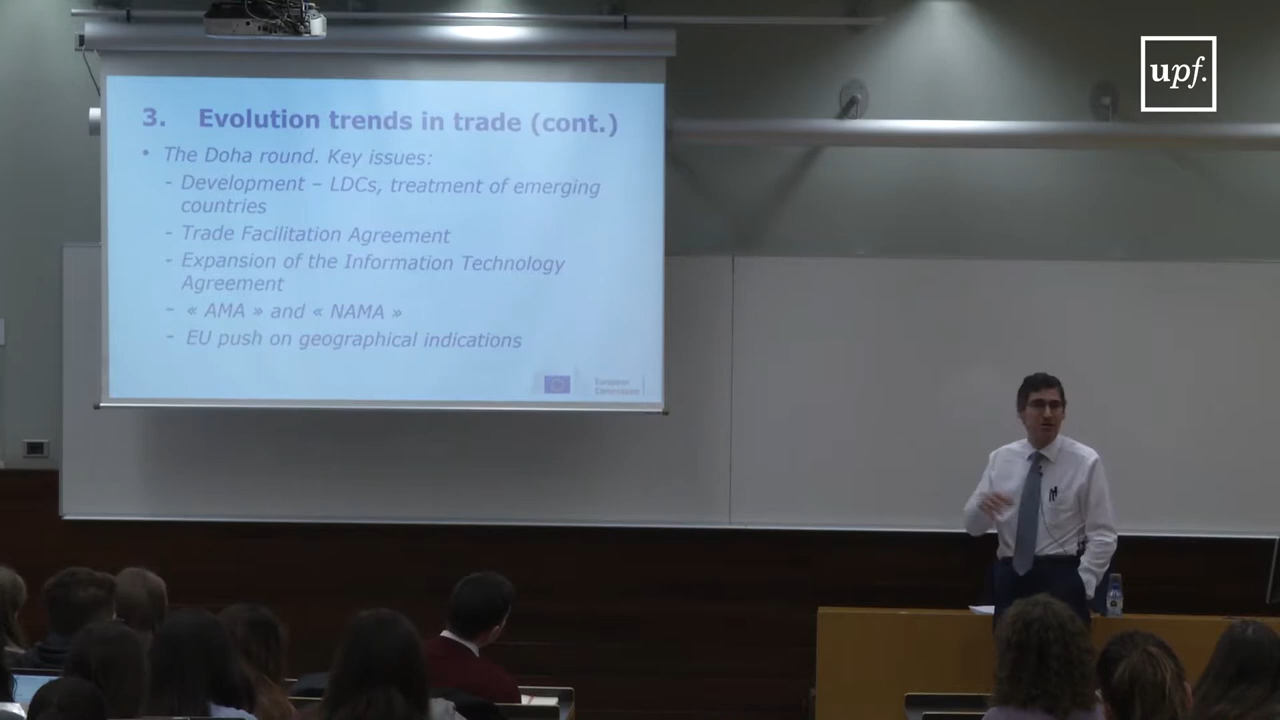 upf.
3. Evolution trends in trade (cont.)
• The Doha round. Key issues:
- Development – LDCs, treatment of emerging
countries
- Trade Facilitation Agreement
- Expansion of the Information Technology
Agreement
- « AMA » and « NAMA »
- EU push on geographical indications
European
Commission